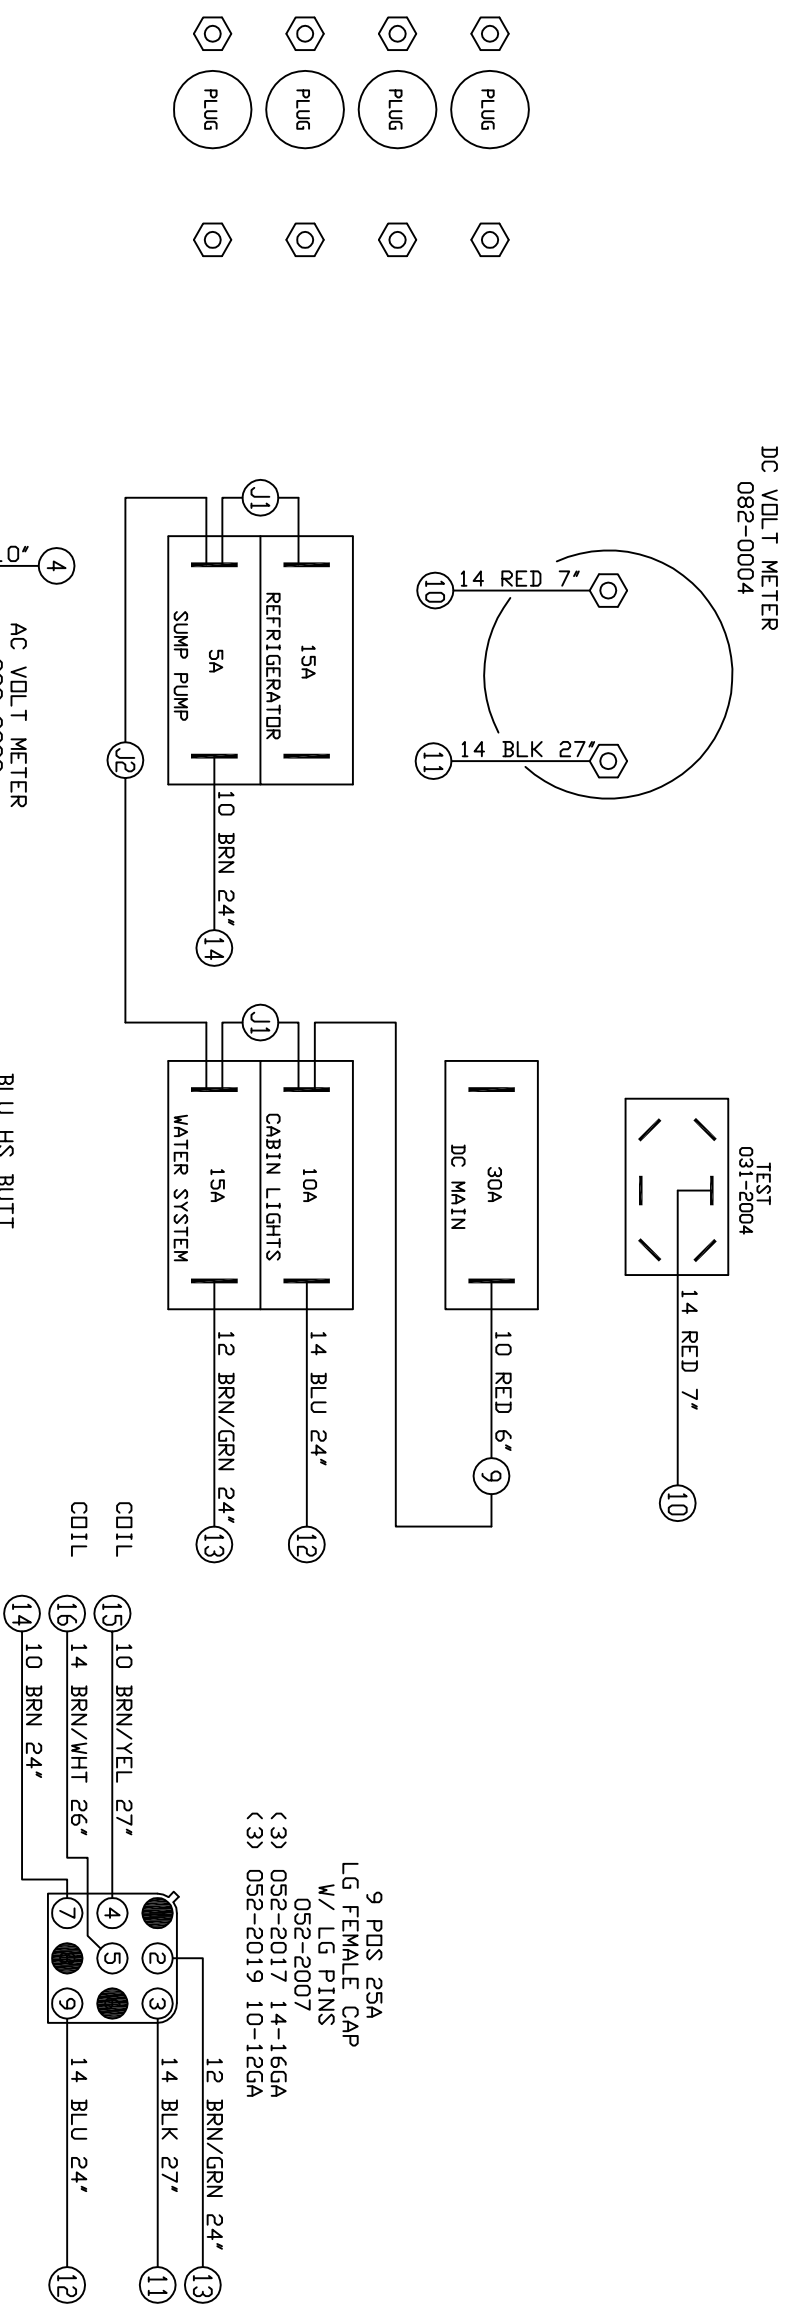 PLUG
PLUG
PLUG
PLUG
DC VOLT METER
082-0004
14 RED 7"
10
14 BLK 27"
11
J1
15A
REFRIGERATOR
5A
SUMP PUMP
10 BRN 24"
14
J2
4
0"
AC VOLT METER
TEST
031-2004
14 RED 7"
10
30A
DC MAIN
10 RED 6"
9
J1
10A
CABIN LIGHTS
14 BLU 24"
12
15A
WATER SYSTEM
12 BRN/GRN 24"
13
BLU HS BUTT
9 POS 25A
LG FEMALE CAP
W/ LG PINS
052-2007
(3) 052-2017 14-16GA
(3) 052-2019 10-12GA
COIL
15
10 BRN/YEL 27"
COIL
16
14 BRN/WHT 26"
14
10 BRN 24"
2
3
4
5
7
9
12 BRN/GRN 24"
13
14 BLK 27"
11
14 BLU 24"
12